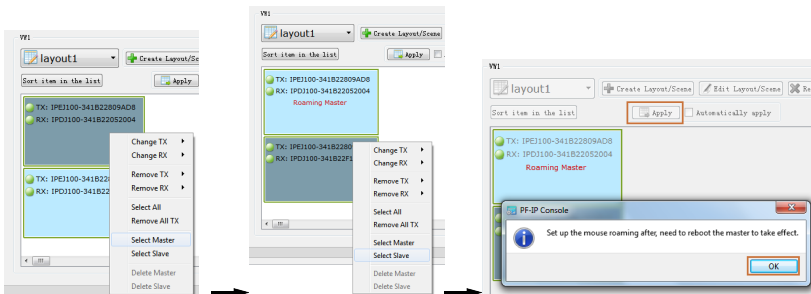 VW1
layout1
Create Layout/Sc
Sort item in the list
Apply
TX: IPEJ100-341B22809AD8
RX: IPDJ100-341B22052004
TX: IPEJ100-341B228
RX: IPDJ100-341B22
Change TX
Change RX
Remove TX
Remove RX
Select All
Remove All TX
Select Master
Select Slave
Delete Master
Delete Slave
VW1
layout1
Create Layout/Scene
Sort item in the list
Apply
TX: IPEJ100-341B22809AD8
RX: IPDJ100-341B22052004
Roaming Master
TX: IPEJ100-341B2280
RX: IPDJ100-341B22F1
Change TX
Change RX
Remove TX
Remove RX
Select All
Remove All TX
Select Master
Select Slave
Delete Master
Delete Slave
VW1
layout1
Create Layout/Scene
Edit Layout/Scene
Re
Sort item in the list
Apply
Automatically apply
TX: IPEJ100-341B22809AD8
RX: IPDJ100-341B22052004
Roaming Master
PF-IP Console
Set up the mouse roaming after, need to reboot the master to take effect.
OK